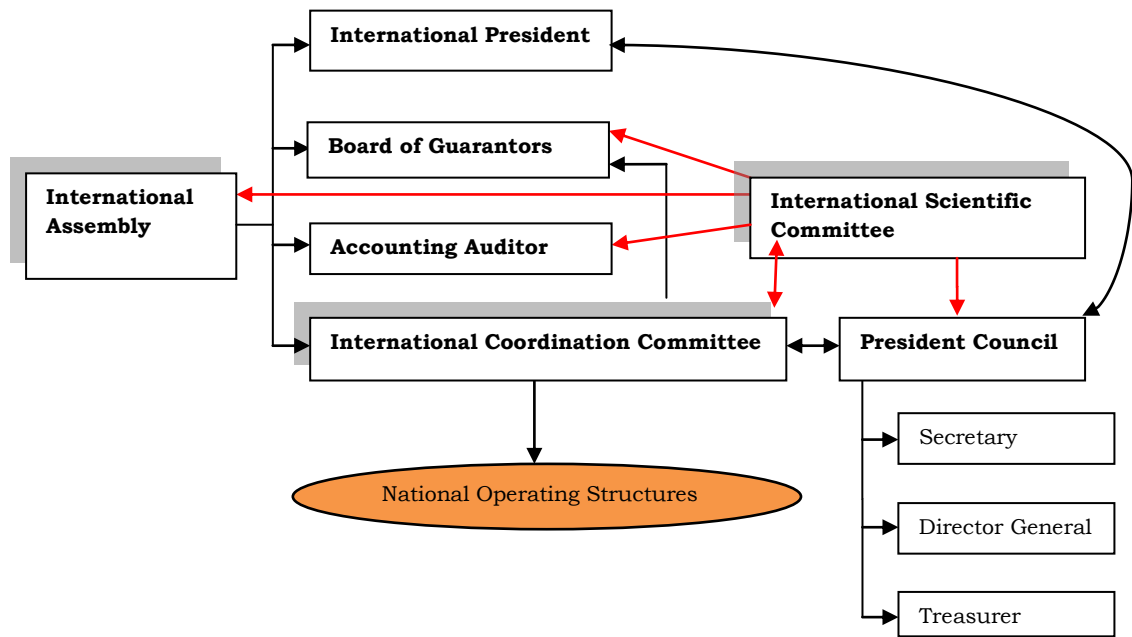 International President
Board of Guarantors
International
Assembly
International Scientific
Committee
Accounting Auditor
International Coordination Committee
President Council
Secretary
National Operating Structures
Director General
Treasurer